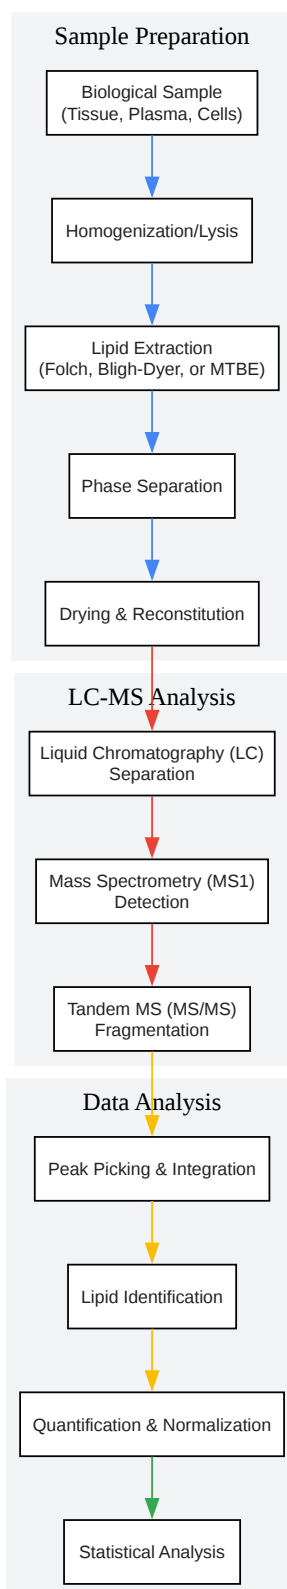 Sample Preparation
Biological Sample
(Tissue, Plasma, Cells)
Homogenization/Lysis
Lipid Extraction
(Folch, Bligh-Dyer, or MTBE)
Phase Separation
Drying & Reconstitution
LC-MS Analysis
Liquid Chromatography (LC)
Separation
Mass Spectrometry (MS1)
Detection
Tandem MS (MS/MS)
Fragmentation
Data Analysis
Peak Picking & Integration
Lipid Identification
Quantification & Normalization
Statistical Analysis